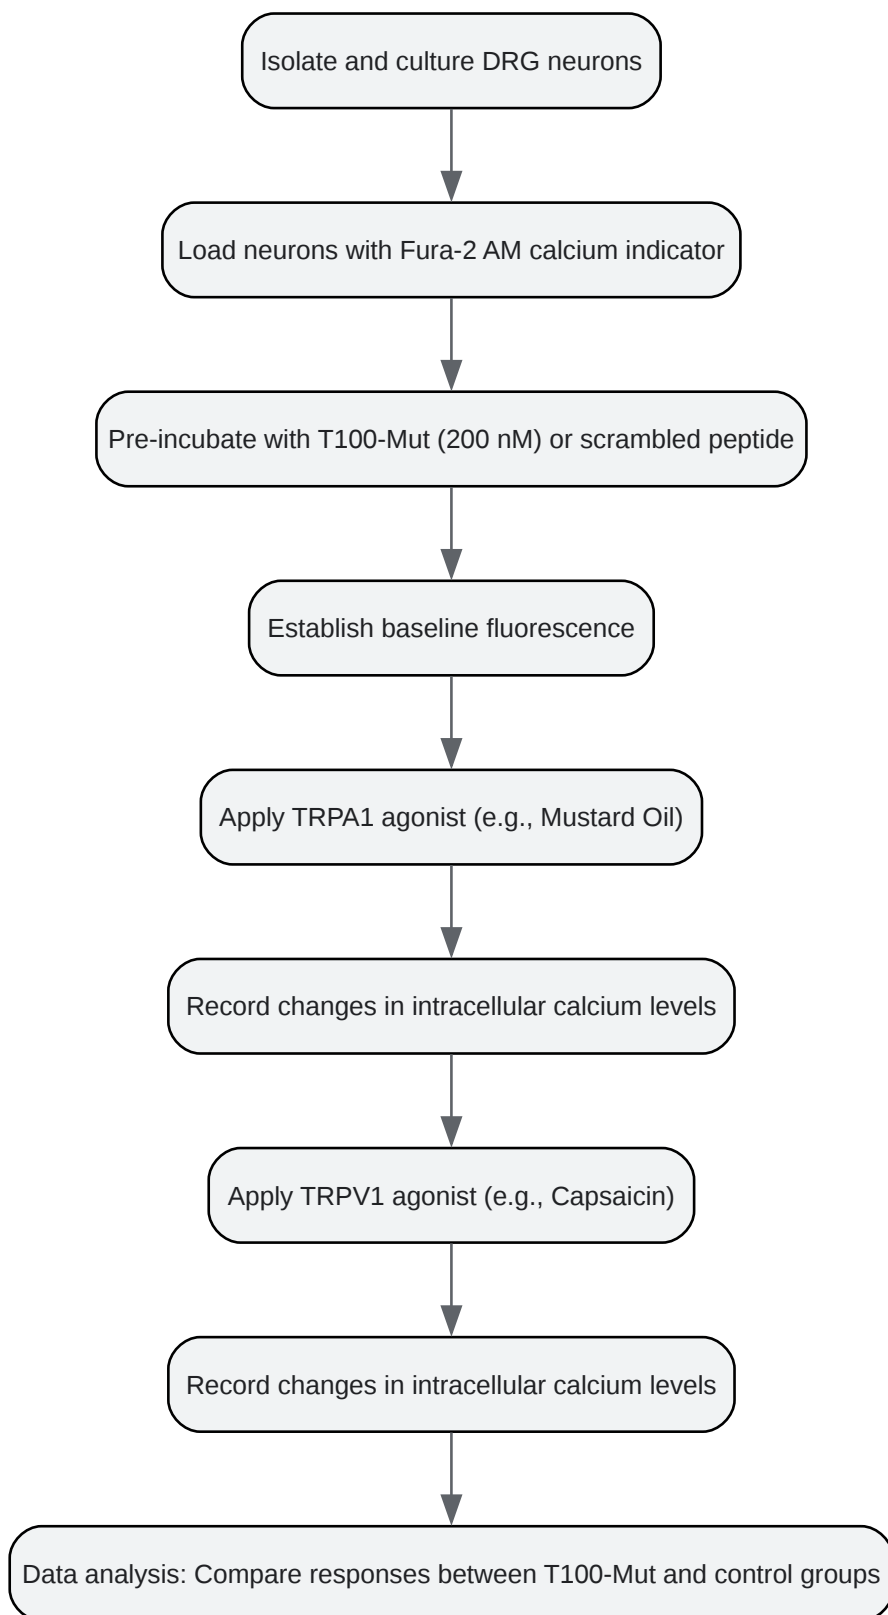 Isolate and culture DRG neurons
Load neurons with Fura-2 AM calcium indicator
Pre-incubate with T100-Mut (200 nM) or scrambled peptide
Establish baseline fluorescence
Apply TRPA1 agonist (e.g., Mustard Oil)
Record changes in intracellular calcium levels
Apply TRPV1 agonist (e.g., Capsaicin)
Record changes in intracellular calcium levels
Data analysis: Compare responses between T100-Mut and control groups